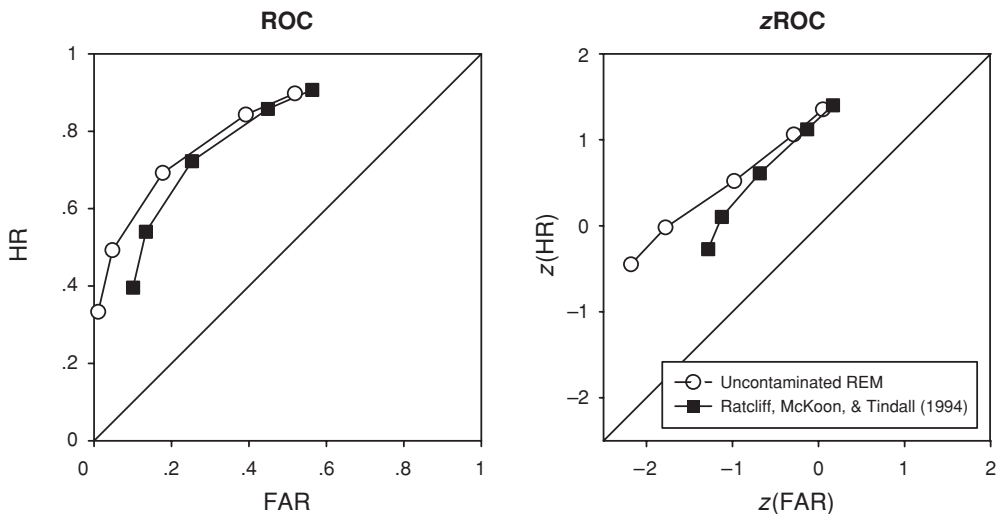 ROC
1
.8
.6
.4
.2
0
HR
0
.2
.4
.6
.8
1
FAR
zROC
2
1
0
−1
−2
z(HR)
−2
−1
0
1
2
z(FAR)
Uncontaminated REM
Ratcliff, McKoon, & Tindall (1994)